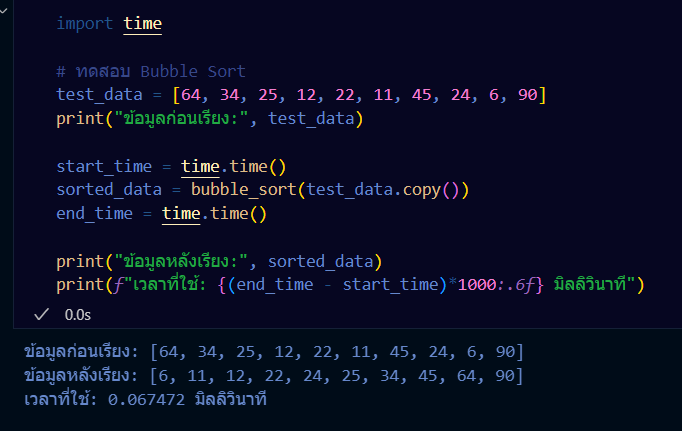 import time
# ทดสอบ Bubble Sort
test_data = [64, 34, 25, 12, 22, 11, 45, 24, 6, 90]
print("ข้อมูลก่อนเรียง:", test_data)
start_time = time.time()
sorted_data = bubble_sort(test_data.copy())
end_time = time.time()
print("ข้อมูลหลังเรียง:", sorted_data)
print(f"เวลาที่ใช้: {(end_time - start_time)*1000:.6f} มิลลิวินาที")
0.0s
ข้อมูลก่อนเรียง: [64, 34, 25, 12, 22, 11, 45, 24, 6, 90]
ข้อมูลหลังเรียง: [6, 11, 12, 22, 24, 25, 34, 45, 64, 90]
เวลาที่ใช้: 0.067472 มิลลิวินาที